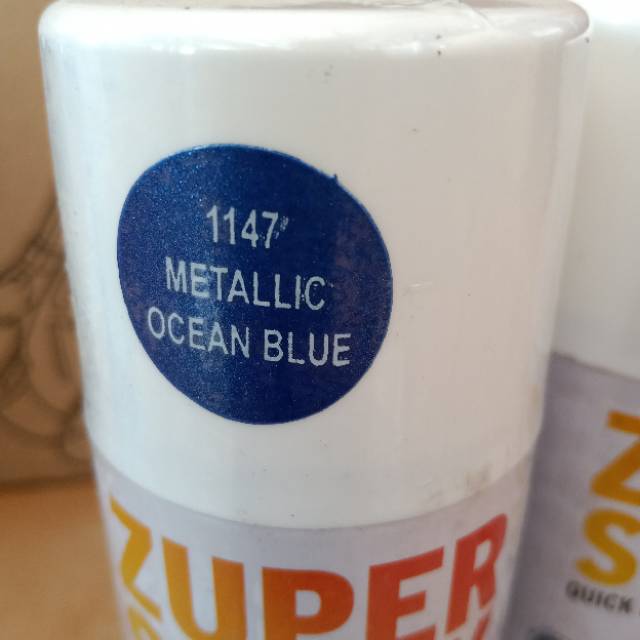 1147
METALLIC
OCEAN BLUE
ZUPER
Z
S
QUICK